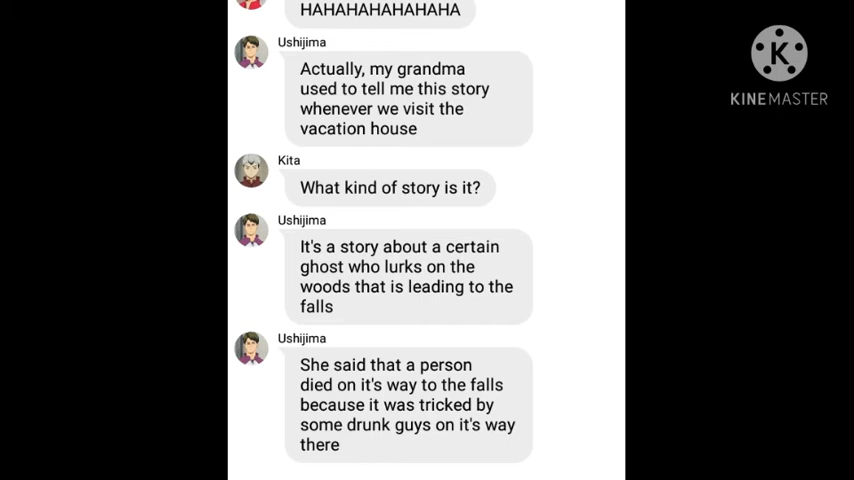 HAHAHAHAHAHAHA
Ushijima
Actually, my grandma
used to tell me this story
whenever we visit the
vacation house
Kita
What kind of story is it?
Ushijima
It's a story about a certain
ghost who lurks on the
woods that is leading to the
falls
Ushijima
She said that a person
died on it's way to the falls
because it was tricked by
some drunk guys on it's way
there
K
KINEMASTER